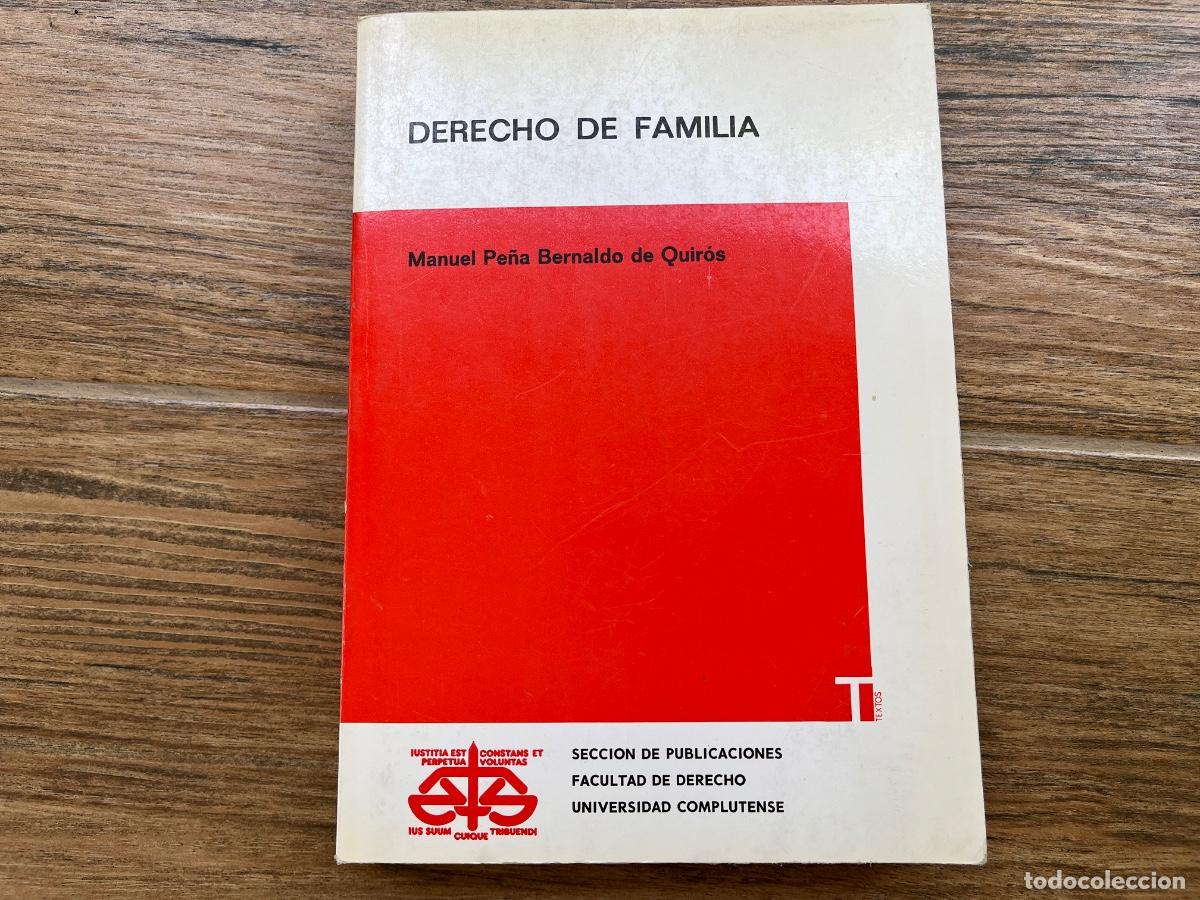 DERECHO DE FAMILIA
Manuel Peña Bernaldo de Quirós
T
TEXTOS
IUSTITIA EST CONSTANS ET
PERPETUA VOLUNTAS
IUS SUUM CUIQUE TRIBUENDI
SECCION DE PUBLICACIONES
FACULTAD DE DERECHO
UNIVERSIDAD COMPLUTENSE
todocoleccion